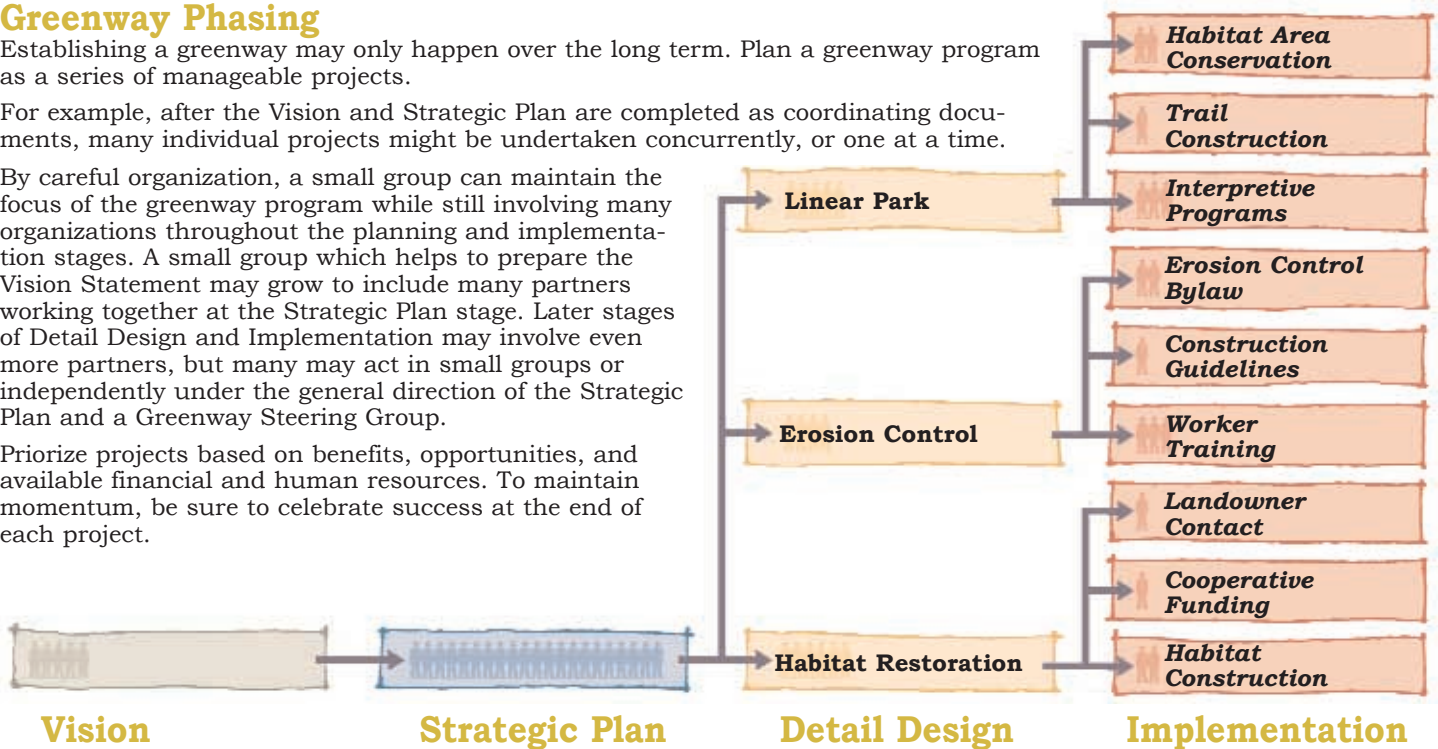 Greenway Phasing
Establishing a greenway may only happen over the long term. Plan a greenway program
as a series of manageable projects.
For example, after the Vision and Strategic Plan are completed as coordinating docu-
ments, many individual projects might be undertaken concurrently, or one at a time.
By careful organization, a small group can maintain the
focus of the greenway program while still involving many
organizations throughout the planning and implementa-
tion stages. A small group which helps to prepare the
Vision Statement may grow to include many partners
working together at the Strategic Plan stage. Later stages
of Detail Design and Implementation may involve even
more partners, but many may act in small groups or
independently under the general direction of the Strategic
Plan and a Greenway Steering Group.
Priorize projects based on benefits, opportunities, and
available financial and human resources. To maintain
momentum, be sure to celebrate success at the end of
each project.
Linear Park
Erosion Control
Habitat Restoration
Habitat Area
Conservation
Trail
Construction
Interpretive
Programs
Erosion Control
Bylaw
Construction
Guidelines
Worker
Training
Landowner
Contact
Cooperative
Funding
Habitat
Construction
Vision
Strategic Plan
Detail Design
Implementation